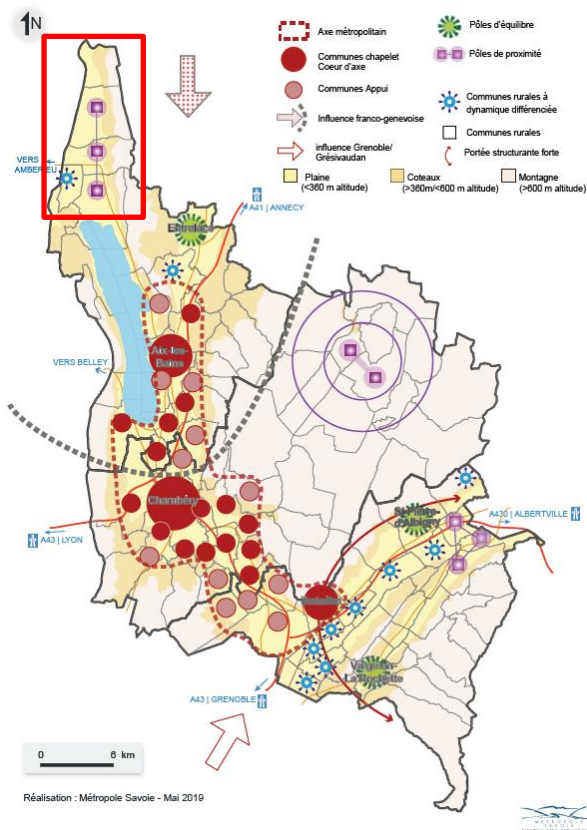 N
Axe métropolitain
Communes chapelet
Coeur d'axe
Communes Appui
Influence franco-genevoise
influence Grenoble/
Grésivaudan
Plaine
(<360 m altitude)
Pôles d'équilibre
Pôles de proximité
Communes rurales à
dynamique différenciée
Communes rurales
Portée structurante forte
Coteaux
(>360m/<600 m altitude)
Montagne
(>600 m altitude)
VERS
AMBERIEU
A41 | ANNECY
Entrelacs
Aix-les-
Bains
VERS BELLEY
Chambéry
A43 | LYON
St-Pierre-
d'Albigny
A430 | ALBERTVILLE
Valgelon-
La Rochette
A43 | GRENOBLE
0 6 km
Réalisation : Métropole Savoie - Mai 2019
METROPOLE
SAVOIE